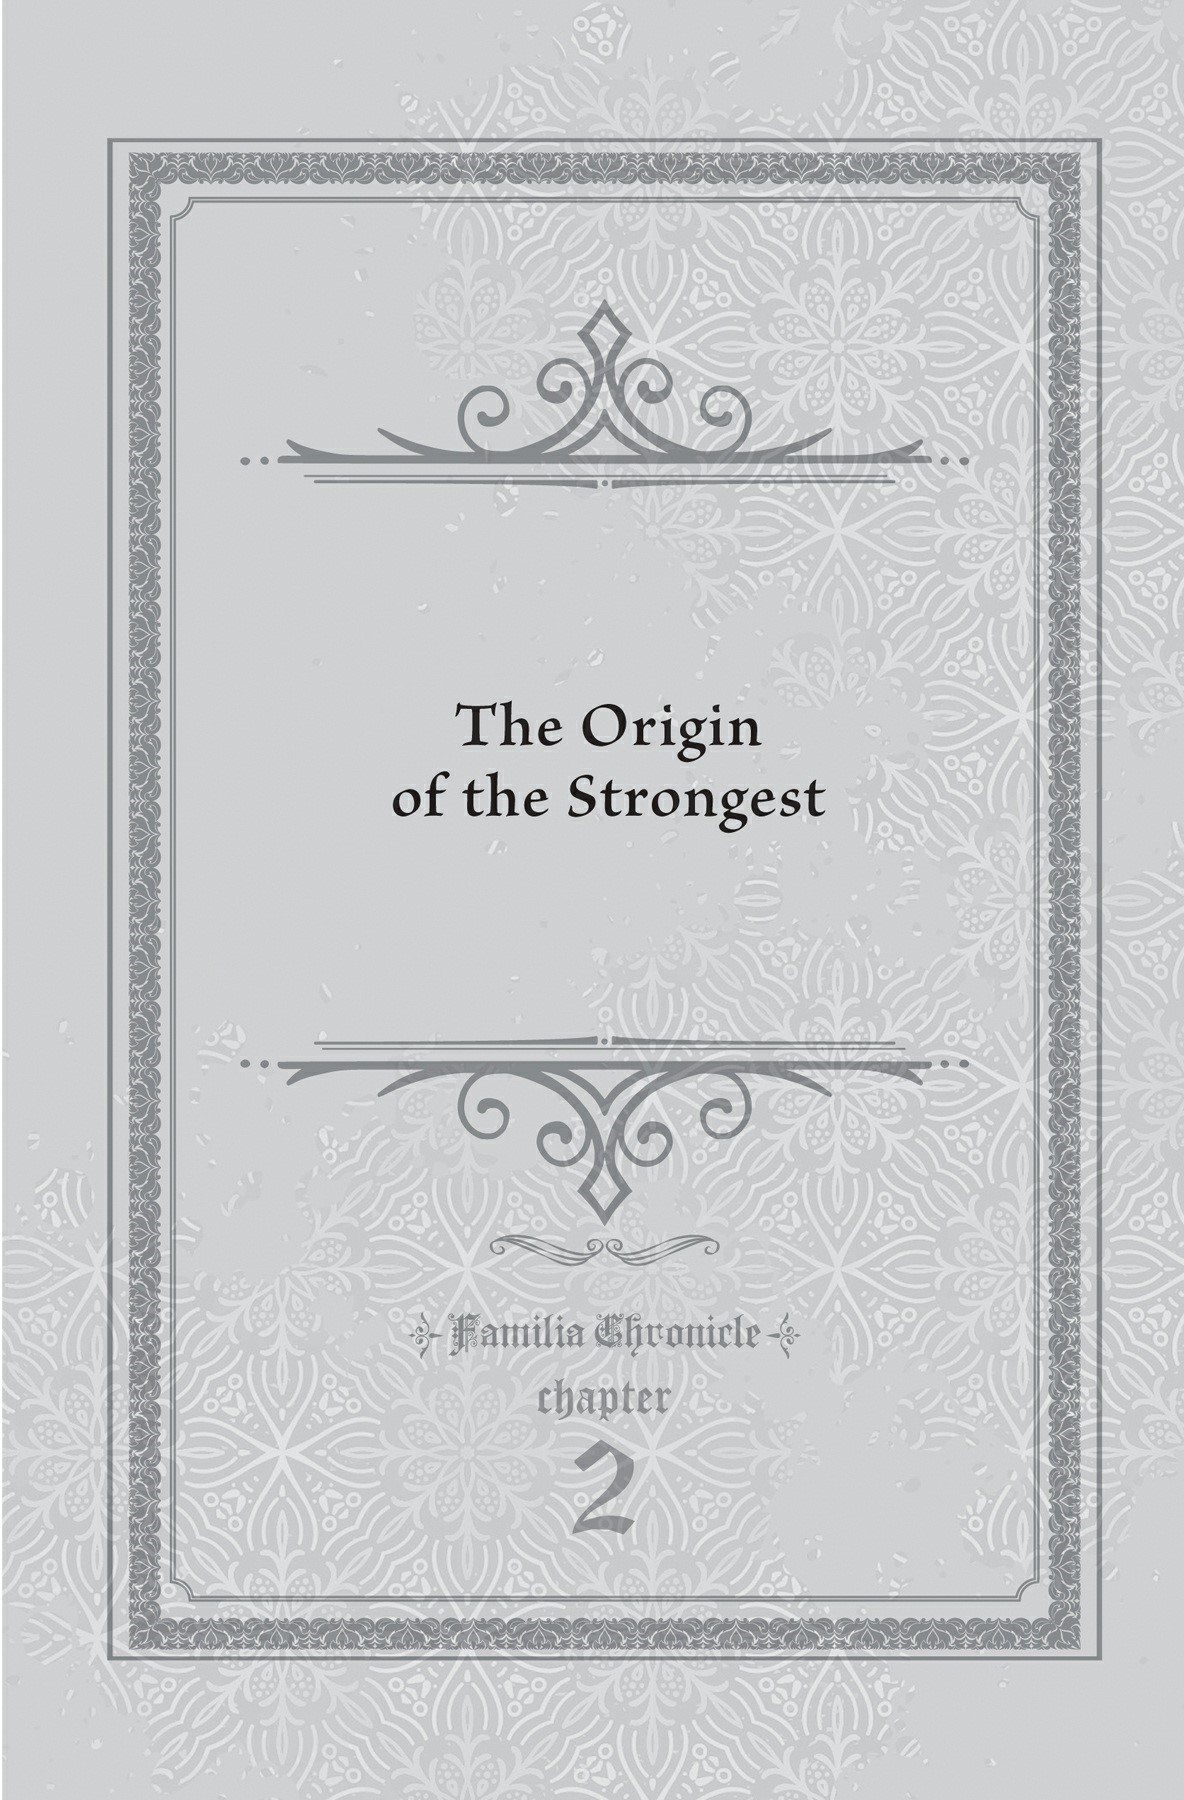 The Origin
of the Strongest
Familia Chronicle
chapter
2